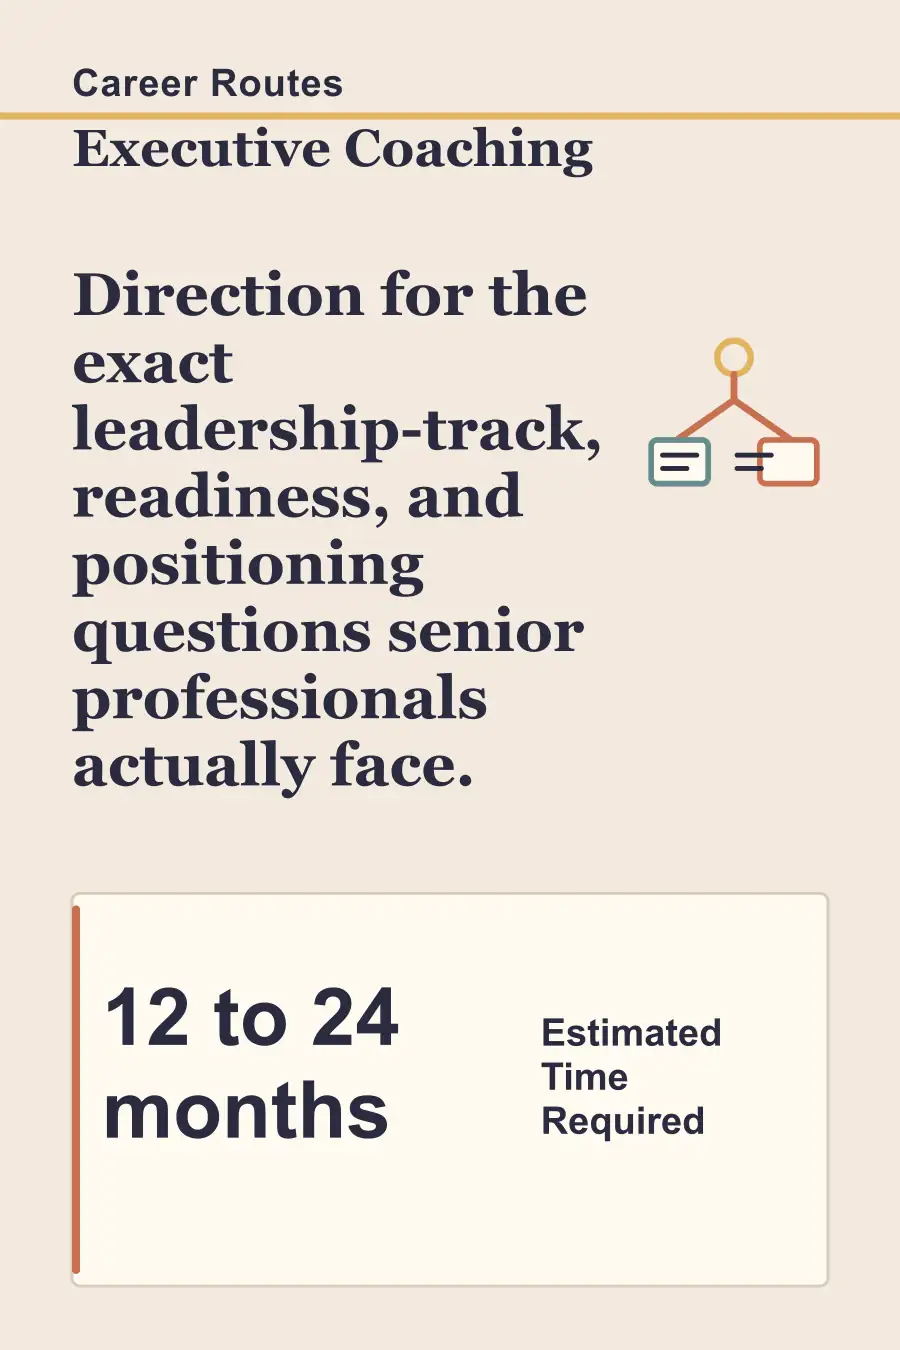 Career Routes
Executive Coaching
Direction for the
exact
leadership-track,
readiness, and
positioning
questions senior
professionals
actually face.
12 to 24
months
Estimated
Time
Required